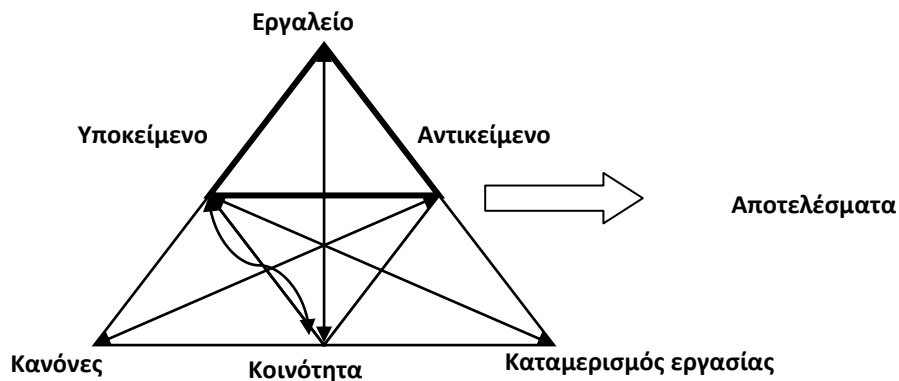 Εργαλείο
Υποκείμενο
Αντικείμενο
Αποτελέσματα
Κανόνες
Κοινότητα
Καταμερισμός εργασίας